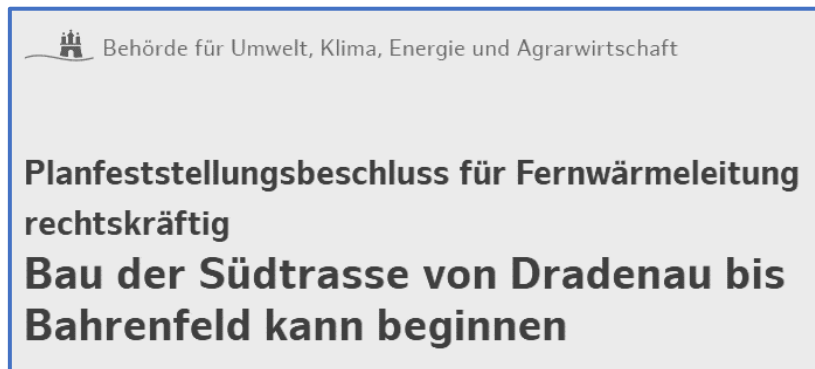 Behörde für Umwelt, Klima, Energie und Agrarwirtschaft
Planfeststellungsbeschluss für Fernwärmeleitung
rechtskräftig
Bau der Südtrasse von Dradenau bis
Bahrenfeld kann beginnen